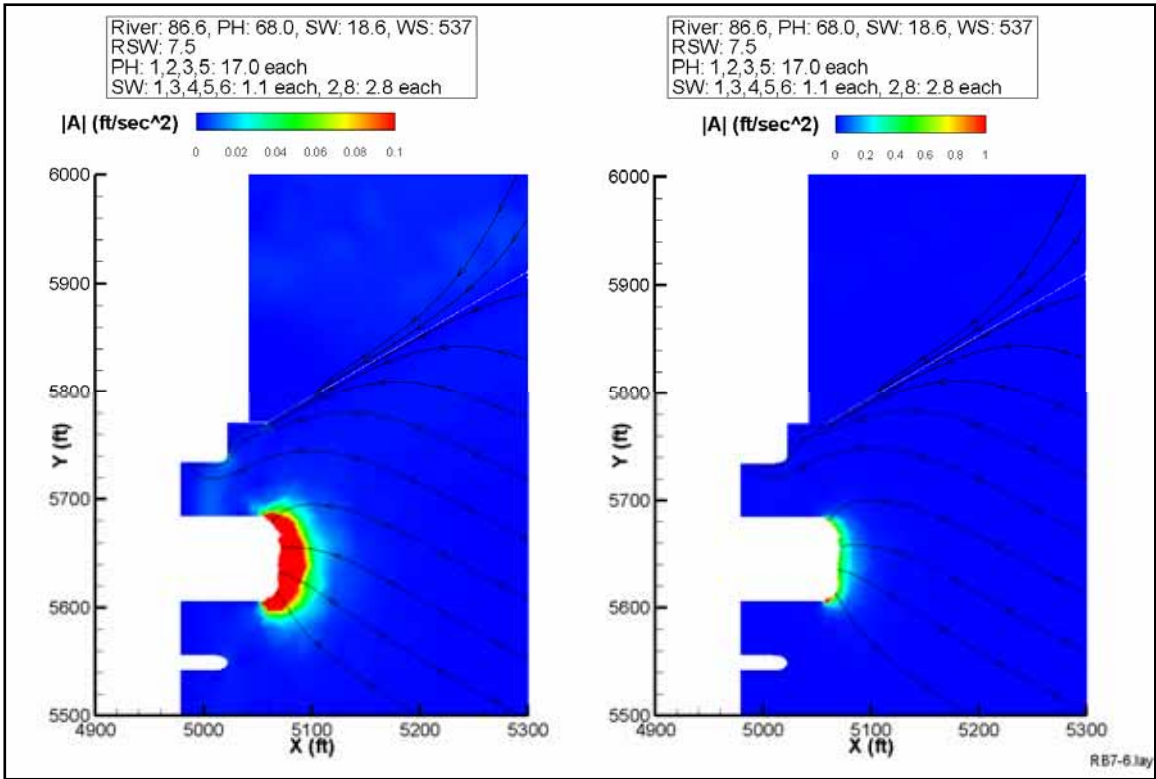 River: 86.6, PH: 68.0, SW: 18.6, WS: 537
RSW: 7.5
PH: 1,2,3,5: 17.0 each
SW: 1,3,4,5,6: 1.1 each, 2,8: 2.8 each
|A| (ft/sec^2)
0 0.02 0.04 0.06 0.08 0.1
6000
5900
5800
5700
5600
5500
Y (ft)
4900 5000 5100 5200 5300
X (ft)
River: 86.6, PH: 68.0, SW: 18.6, WS: 537
RSW: 7.5
PH: 1,2,3,5: 17.0 each
SW: 1,3,4,5,6: 1.1 each, 2,8: 2.8 each
|A| (ft/sec^2)
0 0.2 0.4 0.6 0.8 1
6000
5900
5800
5700
5600
5500
Y (ft)
4900 5000 5100 5200 5300
X (ft)
RB7-6.lay